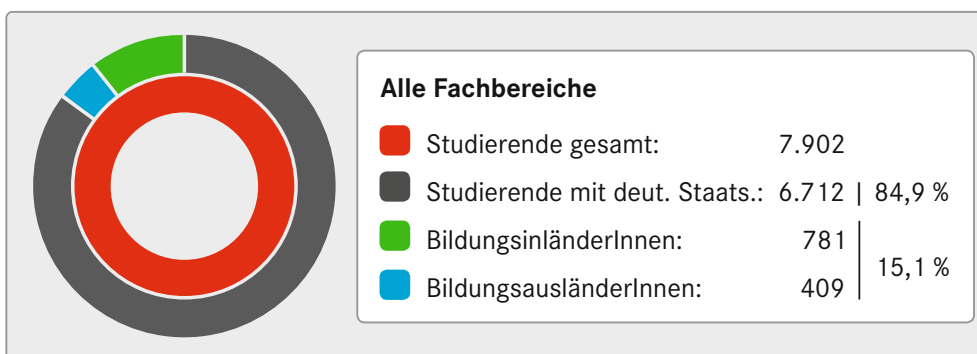 Alle Fachbereiche
Studierende gesamt: 7.902
Studierende mit deut. Staats.: 6.712 | 84,9 %
BildungsinländerInnen: 781
15,1 %
BildungsausländerInnen: 409